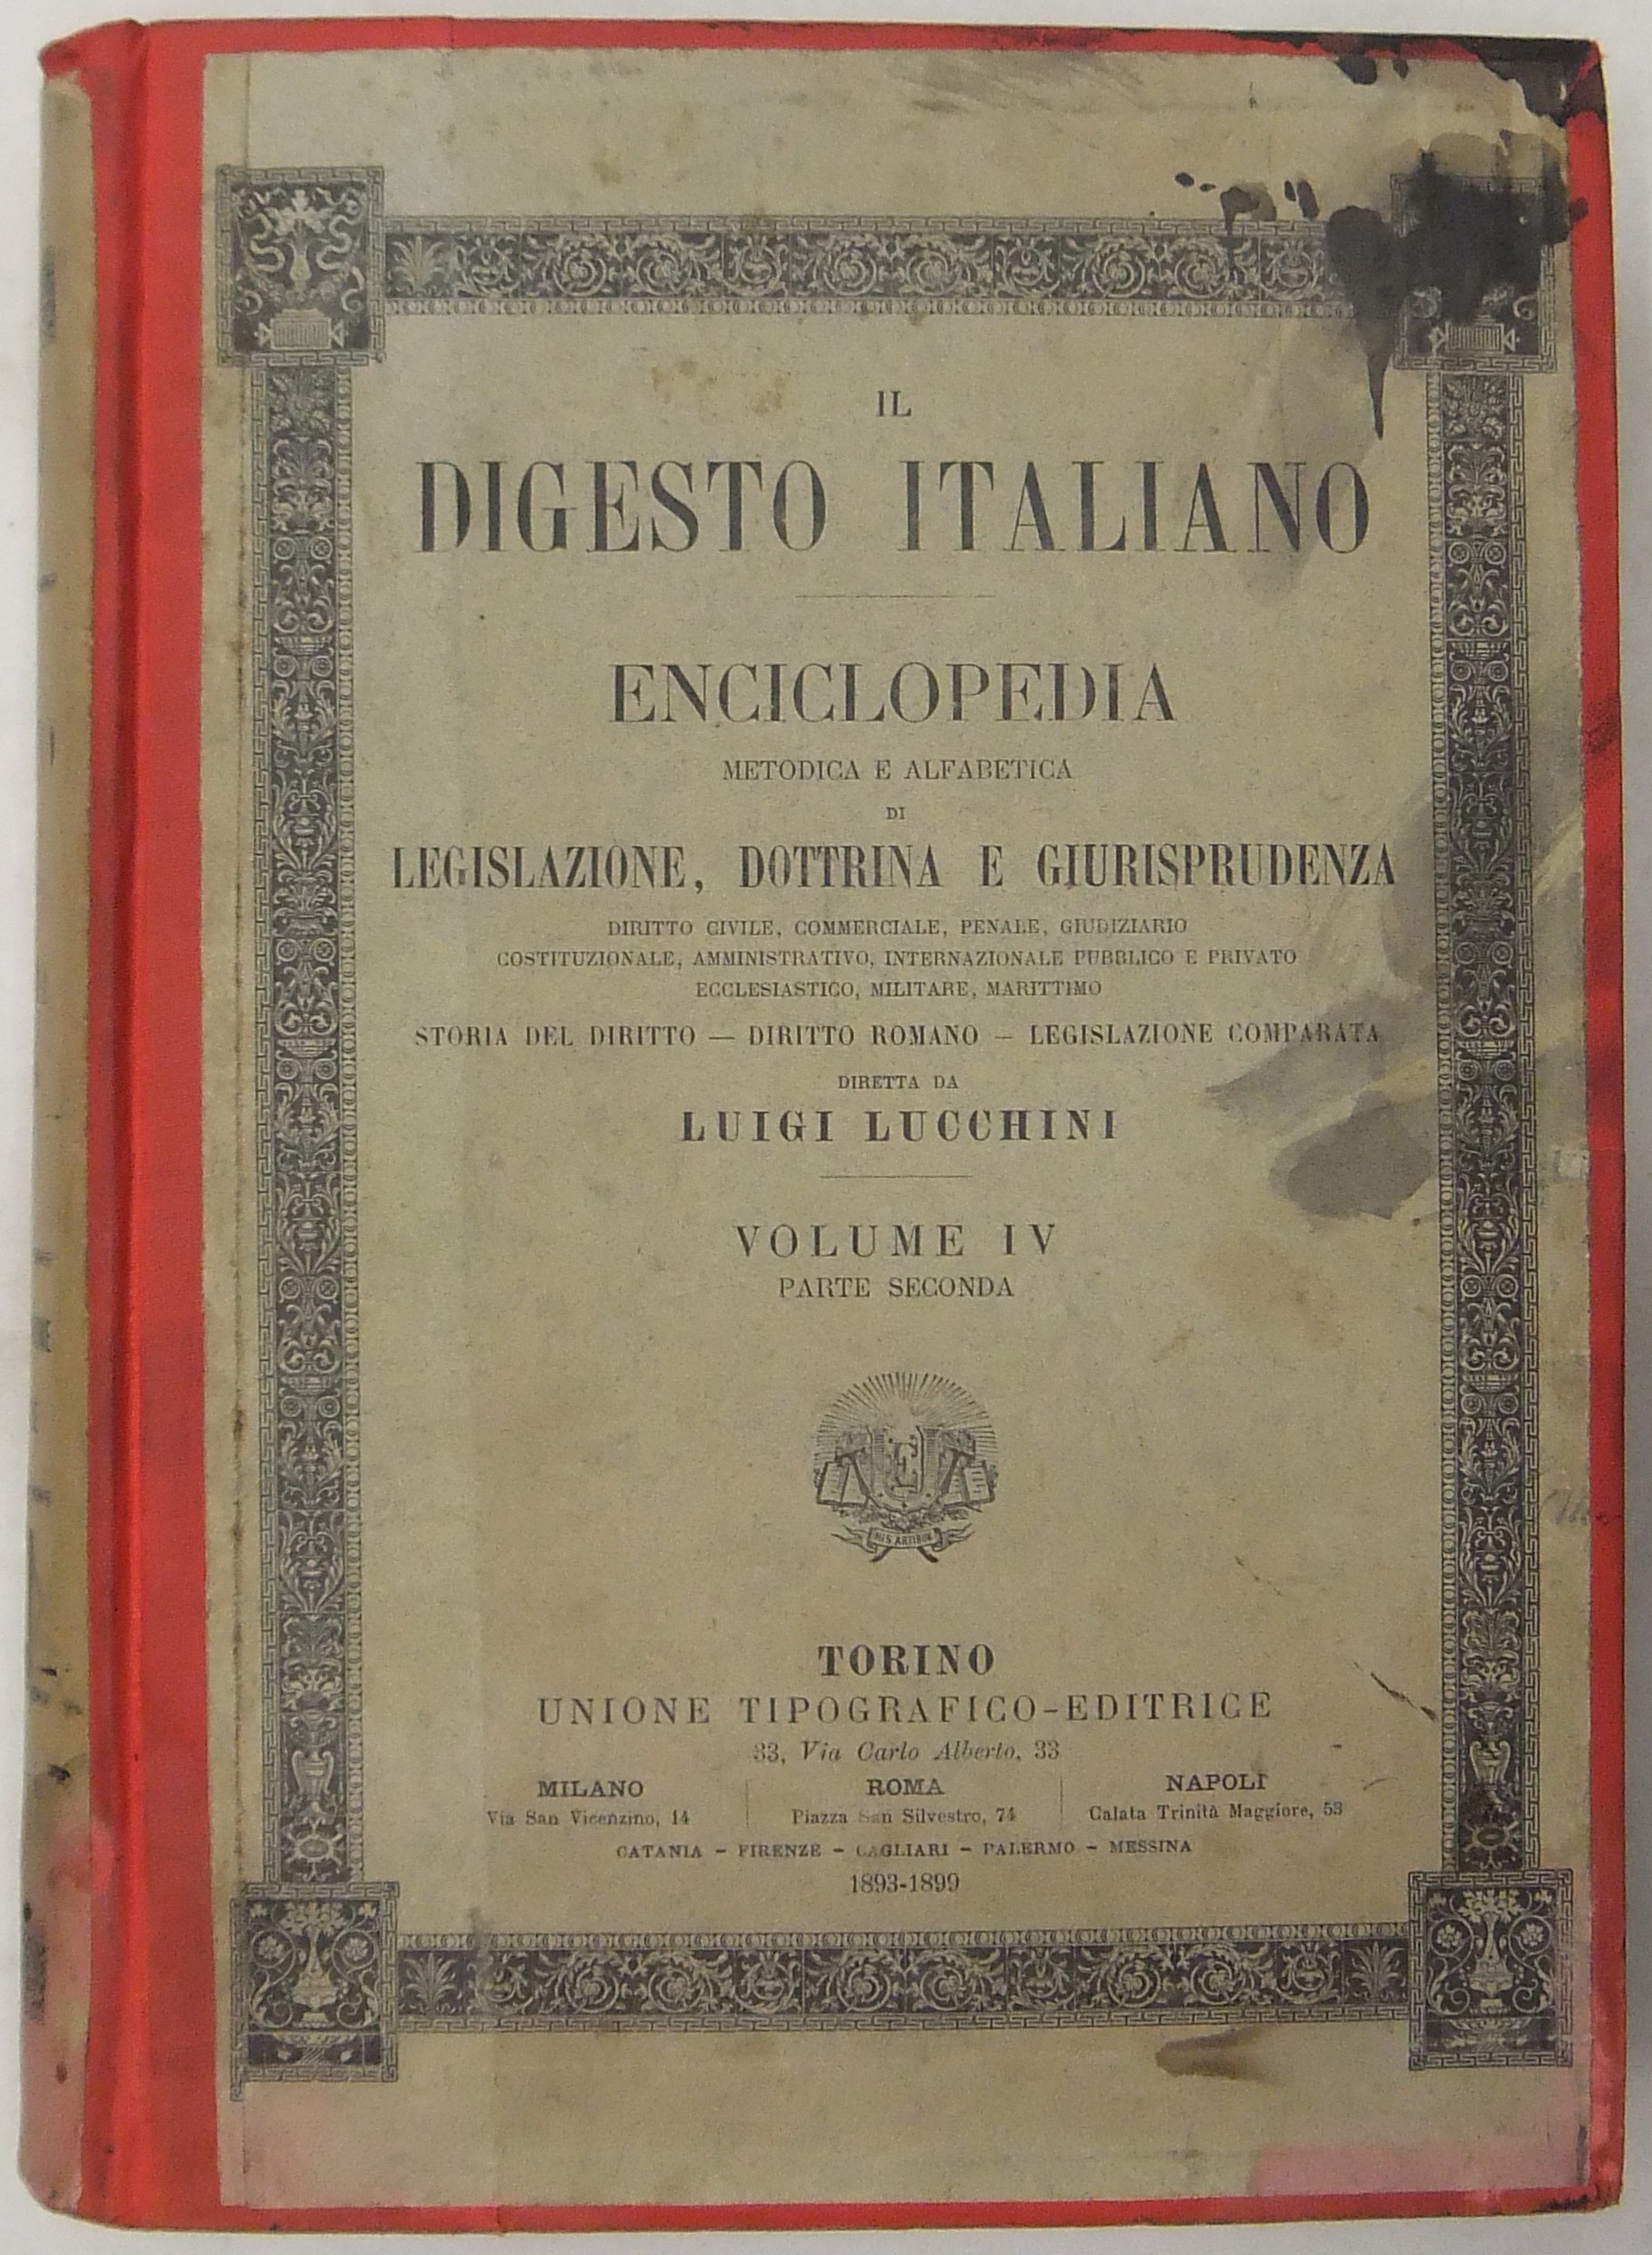 IL
DIGESTO ITALIANO
ENCICLOPEDIA
METODICA E ALFABETICA
DI
LEGISLAZIONE, DOTTRINA E GIURISPRUDENZA
DIRITTO CIVILE, COMMERCIALE, PENALE, GIUDIZIARIO
COSTITUZIONALE, AMMINISTRATIVO, INTERNAZIONALE PUBBLICO E PRIVATO
ECCLESIASTICO, MILITARE, MARITTIMO
STORIA DEL DIRITTO — DIRITTO ROMANO — LEGISLAZIONE COMPARATA
DIRETTA DA
LUIGI LUCCHINI
VOLUME IV
PARTE SECONDA
HIS ARTIBUS
TORINO
UNIONE TIPOGRAFICO-EDITRICE
33, Via Carlo Alberto, 33
MILANO ROMA NAPOLI
Via San Vicenzino, 14 Piazza San Silvestro, 74 Calata Trinità Maggiore, 53
CATANIA - FIRENZE - CAGLIARI - PALERMO - MESSINA
1893-1899